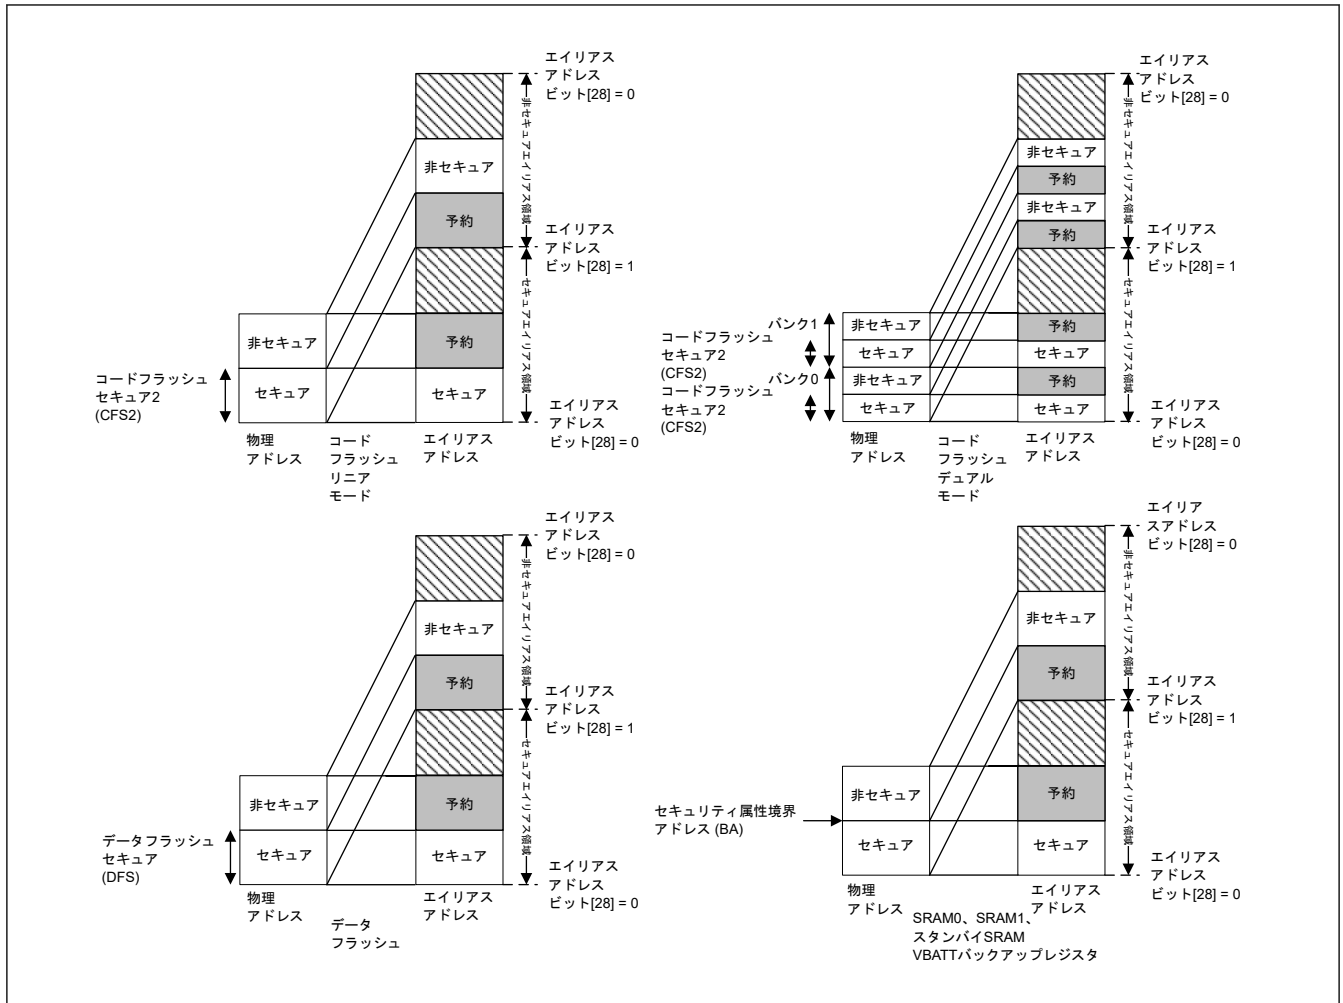 エイリアス
アドレス
ビット[28] = 0
非セキュアエイリアス領域
非セキュア
予約
エイリアス
アドレス
ビット[28] = 1
セキュアエイリアス領域
非セキュア
予約
コードフラッシュ
セキュア2
(CFS2)
セキュア
セキュア
エイリアス
アドレス
ビット[28] = 0
物理
アドレス
コード
フラッシュ
リニア
モード
エイリアス
アドレス
エイリアス
アドレス
ビット[28] = 0
非セキュアエイリアス領域
非セキュア
予約
非セキュア
予約
エイリアス
アドレス
ビット[28] = 1
セキュアエイリアス領域
バンク1
非セキュア
予約
コードフラッシュ
セキュア2
(CFS2)
セキュア
セキュア
バンク0
非セキュア
予約
コードフラッシュ
セキュア2
(CFS2)
セキュア
セキュア
エイリアス
アドレス
ビット[28] = 0
物理
アドレス
コード
フラッシュ
デュアル
モード
エイリアス
アドレス
エイリアス
アドレス
ビット[28] = 0
非セキュアエイリアス領域
非セキュア
予約
エイリアス
アドレス
ビット[28] = 1
セキュアエイリアス領域
非セキュア
予約
データフラッシュ
セキュア
(DFS)
セキュア
セキュア
エイリアス
アドレス
ビット[28] = 0
物理
アドレス
データ
フラッシュ
エイリアス
アドレス
エイリア
スアドレス
ビット[28] = 0
非セキュアエイリアス領域
非セキュア
予約
エイリアス
アドレス
ビット[28] = 1
セキュアエイリアス領域
非セキュア
予約
セキュリティ属性境界
アドレス (BA)
セキュア
セキュア
エイリアス
アドレス
ビット[28] = 0
物理
アドレス
エイリアス
アドレス
SRAM0、SRAM1、
スタンバイSRAM
VBATTバックアップレジスタ